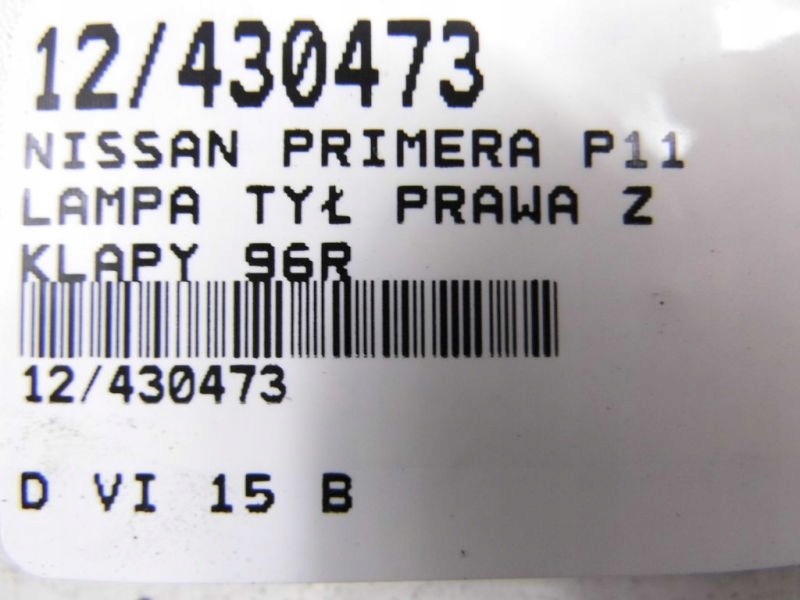 12/430473
NISSAN PRIMERA P11
LAMPA TYŁ PRAWA Z
KLAPY 96R
12/430473
D VI 15 B